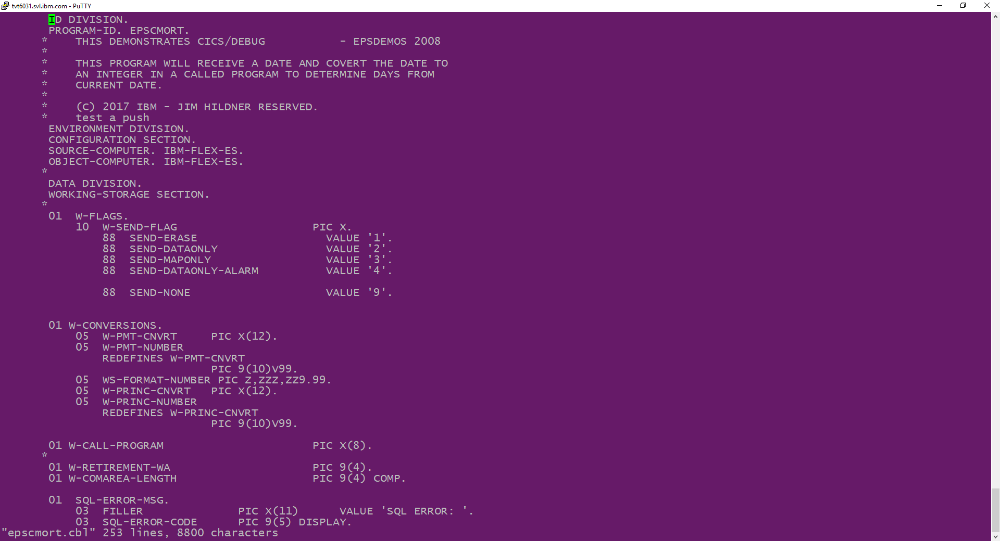 tvt6031.svl.ibm.com - PuTTY
ID DIVISION.
PROGRAM-ID. EPSCMORT.
*    THIS DEMONSTRATES CICS/DEBUG           - EPSDEMOS 2008
*
*    THIS PROGRAM WILL RECEIVE A DATE AND COVERT THE DATE TO
*    AN INTEGER IN A CALLED PROGRAM TO DETERMINE DAYS FROM
*    CURRENT DATE.
*
*    (C) 2017 IBM - JIM HILDNER RESERVED.
*    test a push
ENVIRONMENT DIVISION.
CONFIGURATION SECTION.
SOURCE-COMPUTER. IBM-FLEX-ES.
OBJECT-COMPUTER. IBM-FLEX-ES.
*
DATA DIVISION.
WORKING-STORAGE SECTION.
*
01  W-FLAGS.
    10  W-SEND-FLAG                    PIC X.
        88  SEND-ERASE                   VALUE '1'.
        88  SEND-DATAONLY                VALUE '2'.
        88  SEND-MAPONLY                 VALUE '3'.
        88  SEND-DATAONLY-ALARM          VALUE '4'.
        88  SEND-NONE                    VALUE '9'.
01 W-CONVERSIONS.
    05  W-PMT-CNVRT     PIC X(12).
    05  W-PMT-NUMBER
        REDEFINES W-PMT-CNVRT
                        PIC 9(10)V99.
    05  WS-FORMAT-NUMBER PIC Z,ZZZ,ZZ9.99.
    05  W-PRINC-CNVRT   PIC X(12).
    05  W-PRINC-NUMBER
        REDEFINES W-PRINC-CNVRT
                        PIC 9(10)V99.
01 W-CALL-PROGRAM                      PIC X(8).
*
01 W-RETIREMENT-WA                     PIC 9(4).
01 W-COMAREA-LENGTH                    PIC 9(4) COMP.
01  SQL-ERROR-MSG.
    03  FILLER              PIC X(11)      VALUE 'SQL ERROR: '.
    03  SQL-ERROR-CODE      PIC 9(5) DISPLAY.
"epscmort.cbl" 253 lines, 8800 characters